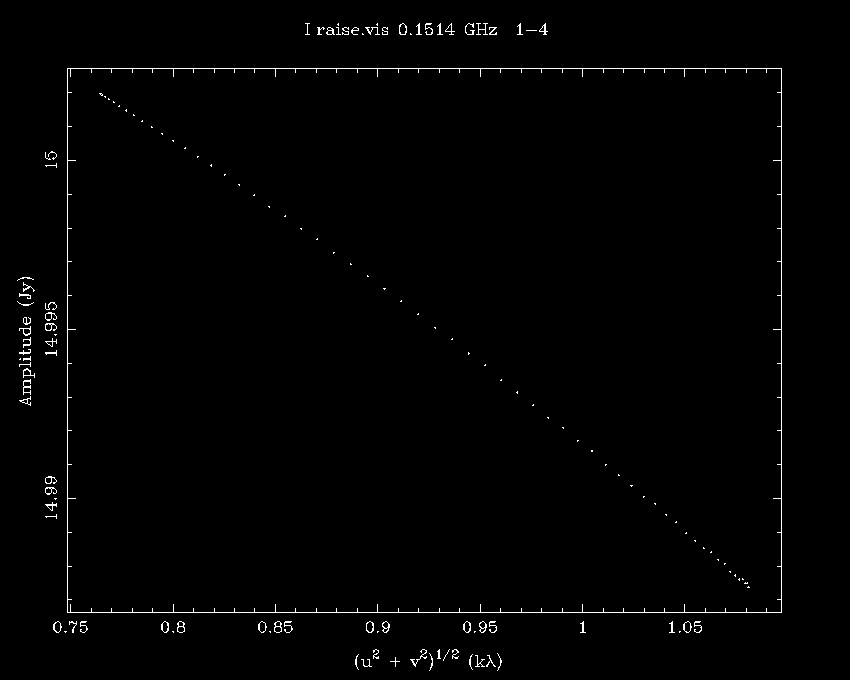 I raise.vis 0.1514 GHz 1−4
Amplitude (Jy)
15
14.995
14.99
0.75 0.8 0.85 0.9 0.95 1 1.05
(u² + v²)¹/² (kλ)